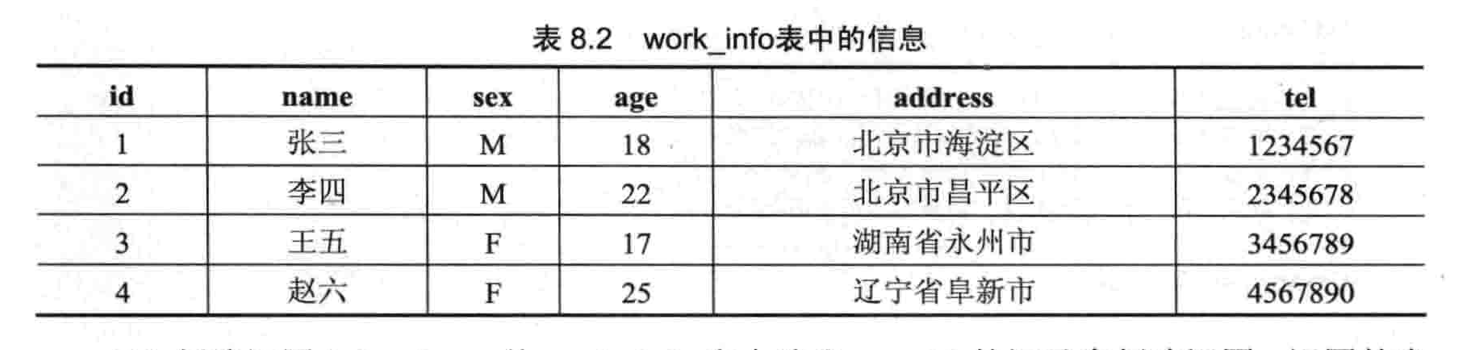 表 8.2 work_info表中的信息
id name sex age address tel
1 张三 M 18 北京市海淀区 1234567
2 李四 M 22 北京市昌平区 2345678
3 王五 F 17 湖南省永州市 3456789
4 赵六 F 25 辽宁省阜新市 4567890